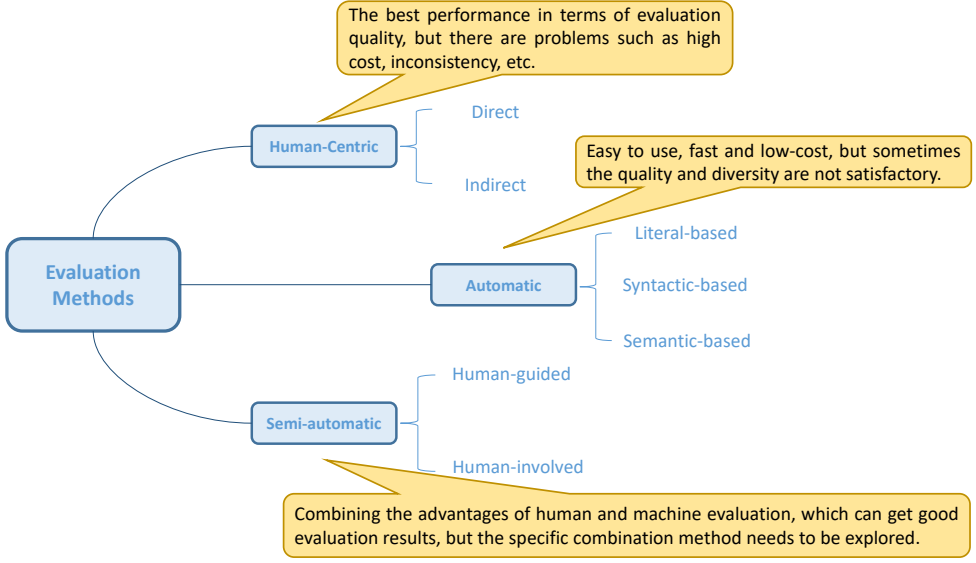 The best performance in terms of evaluation
quality, but there are problems such as high
cost, inconsistency, etc.
Direct
Human-Centric
Indirect
Easy to use, fast and low-cost, but sometimes
the quality and diversity are not satisfactory.
Evaluation
Methods
Automatic
Literal-based
Syntactic-based
Semantic-based
Human-guided
Semi-automatic
Human-involved
Combining the advantages of human and machine evaluation, which can get good
evaluation results, but the specific combination method needs to be explored.